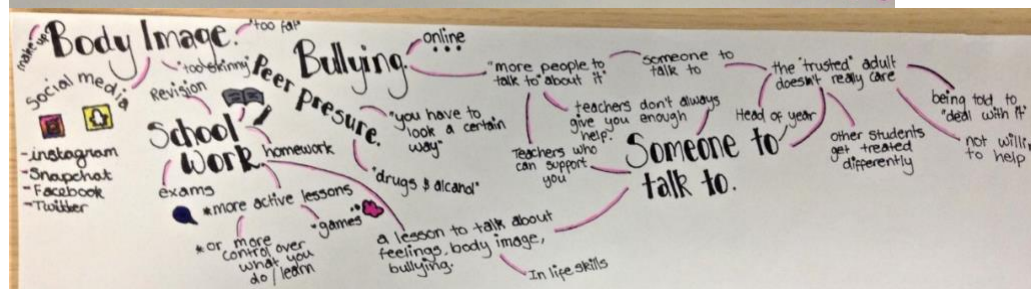 make up
Body Image.
"too fat"
"too skinny"
Social media
-instagram
-Snapchat
-Facebook
-Twitter
Bullying.
online
Peer presure.
"you have to
look a certain
way"
"drugs & alcahol"
Revision
School
work.
homework
exams
*more active lessons
"games"
*or more
control over
what you
do/learn
a lesson to talk about
feelings, body image,
bullying.
In life skills
"more people to
talk to" about it"
someone to
talk to
the 'trusted' adult
doesn't really care
being told to
"deal with it"
not
to help
other students
get treated
differently
Head of year
teachers don't always
give you enough
help.
Teachers who
can support
you
Someone to
talk to.